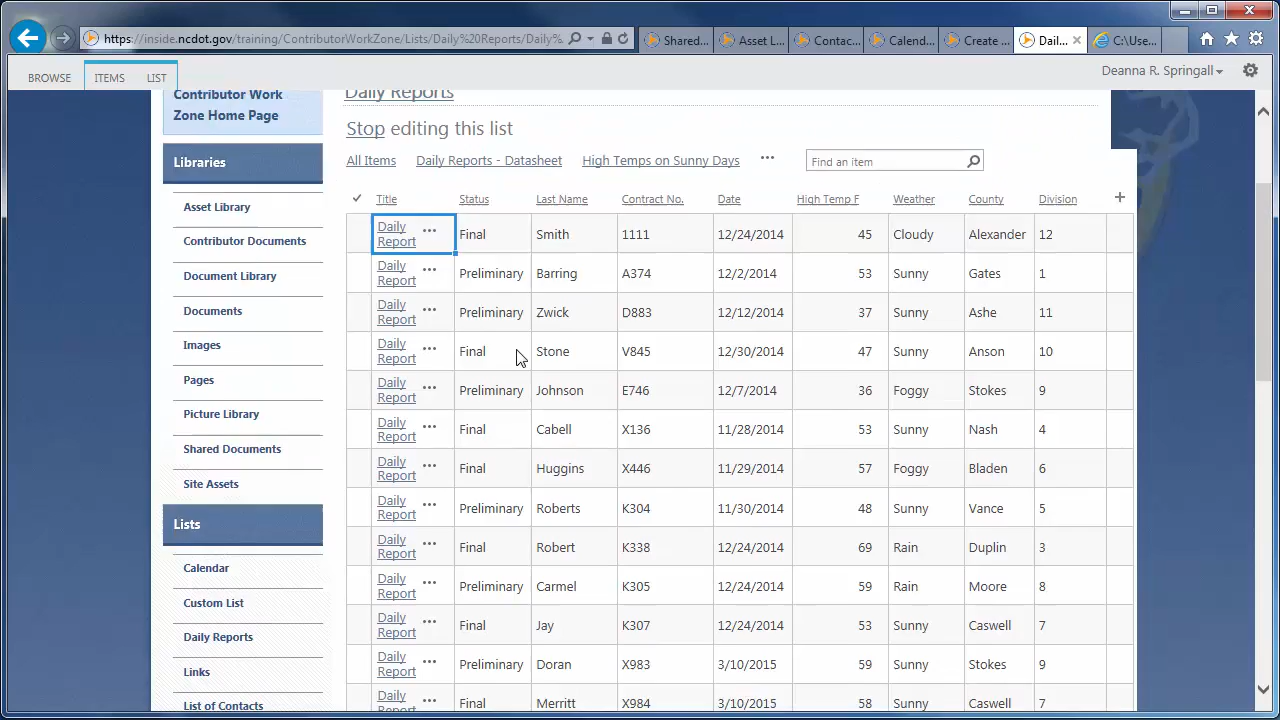 https://inside.ncdot.gov/training/ContributorWorkZone/Lists/Daily%20Reports/Daily%
Shared...
Asset L...
Contac...
Calend...
Create ...
Dail...
C:\Use...
BROWSE ITEMS LIST
Deanna R. Springall
Contributor Work
Zone Home Page
Libraries
Asset Library
Contributor Documents
Document Library
Documents
Images
Pages
Picture Library
Shared Documents
Site Assets
Lists
Calendar
Custom List
Daily Reports
Links
List of Contacts
Daily Reports
Stop editing this list
All Items Daily Reports - Datasheet High Temps on Sunny Days ••• Find an item
Title Status Last Name Contract No. Date High Temp F Weather County Division +
Daily Report ••• Final Smith 1111 12/24/2014 45 Cloudy Alexander 12
Daily Report ••• Preliminary Barring A374 12/2/2014 53 Sunny Gates 1
Daily Report ••• Preliminary Zwick D883 12/12/2014 37 Sunny Ashe 11
Daily Report ••• Final Stone V845 12/30/2014 47 Sunny Anson 10
Daily Report ••• Preliminary Johnson E746 12/7/2014 36 Foggy Stokes 9
Daily Report ••• Final Cabell X136 11/28/2014 53 Sunny Nash 4
Daily Report ••• Final Huggins X446 11/29/2014 57 Foggy Bladen 6
Daily Report ••• Preliminary Roberts K304 11/30/2014 48 Sunny Vance 5
Daily Report ••• Final Robert K338 12/24/2014 69 Rain Duplin 3
Daily Report ••• Preliminary Carmel K305 12/24/2014 59 Rain Moore 8
Daily Report ••• Final Jay K307 12/24/2014 53 Sunny Caswell 7
Daily Report ••• Preliminary Doran X983 3/10/2015 59 Sunny Stokes 9
Daily Report ••• Final Merritt X984 3/10/2015 58 Sunny Caswell 7